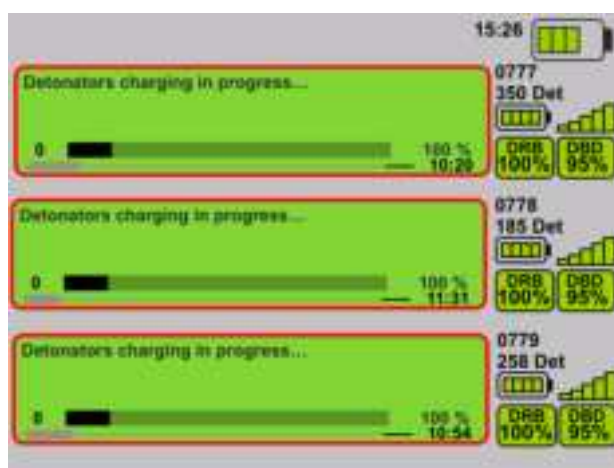 15:26
Detonators charging in progress...
0 100 %
10:20
0777
350 Det
DRB DBD
100% 95%
Detonators charging in progress...
0 100 %
11:31
0778
185 Det
DRB DBD
100% 95%
Detonators charging in progress...
0 100 %
10:54
0779
258 Det
DRB DBD
100% 95%